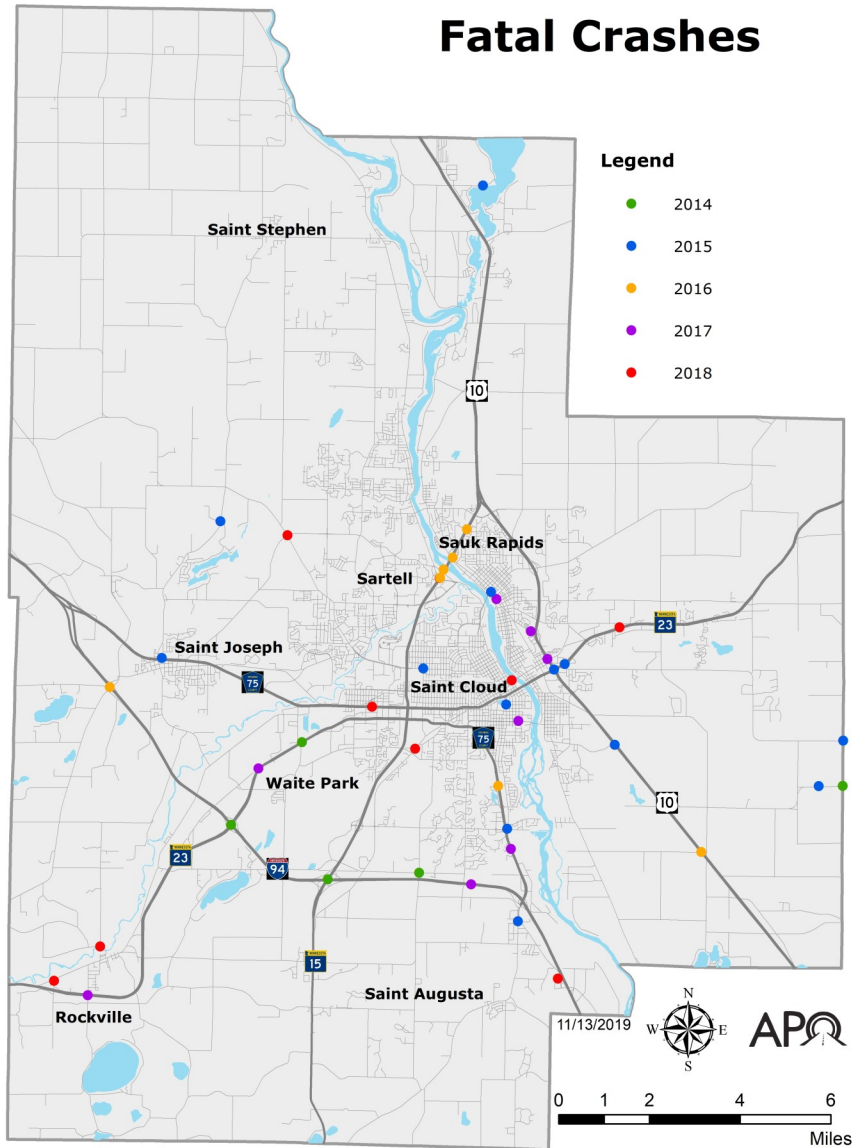 Fatal Crashes
Legend
2014
2015
2016
2017
2018
Saint Stephen
10
Sauk Rapids
Sartell
23
Saint Joseph
75
Saint Cloud
75
Waite Park
10
23
94
15
Saint Augusta
Rockville
11/13/2019
N
W
E
S
APO
0 1 2 4 6
Miles